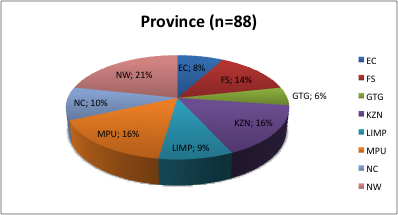 Province (n=88)
EC; 8%
FS; 14%
GTG; 6%
KZN; 16%
LIMP; 9%
MPU; 16%
NC; 10%
NW; 21%
EC
FS
GTG
KZN
LIMP
MPU
NC
NW